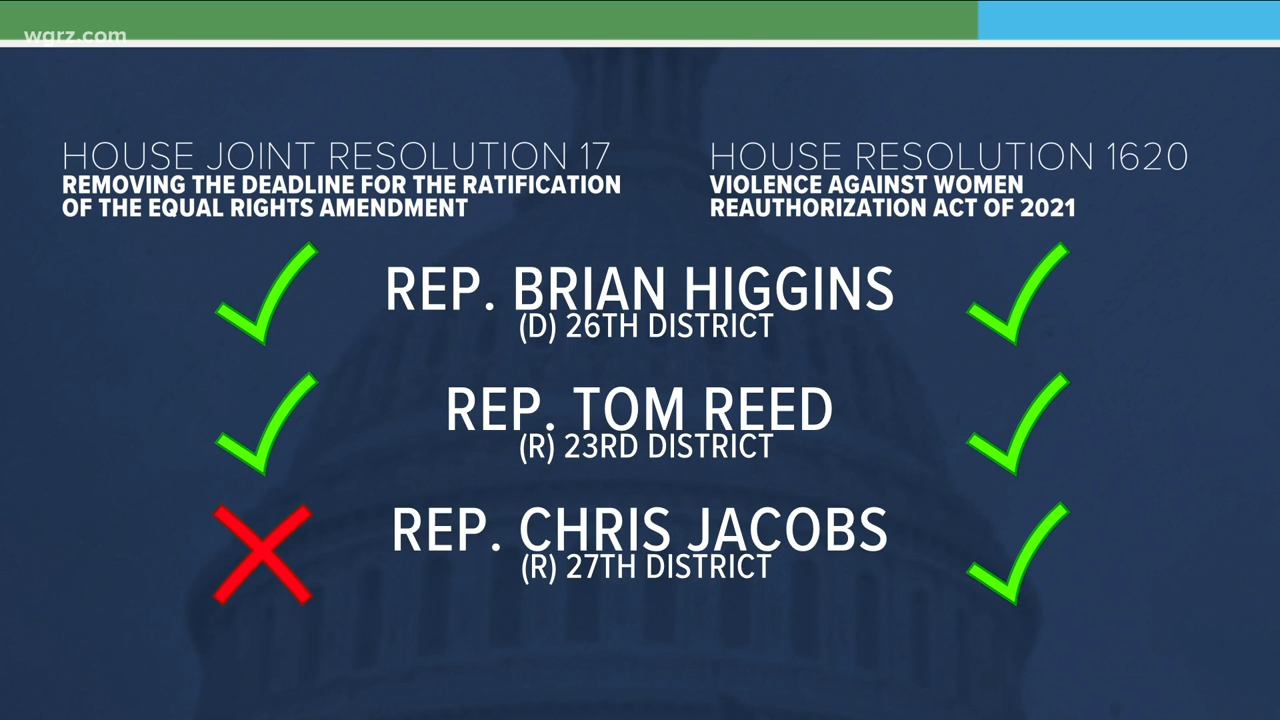 wgrz.com
HOUSE JOINT RESOLUTION 17
REMOVING THE DEADLINE FOR THE RATIFICATION
OF THE EQUAL RIGHTS AMENDMENT
HOUSE RESOLUTION 1620
VIOLENCE AGAINST WOMEN
REAUTHORIZATION ACT OF 2021
REP. BRIAN HIGGINS
(D) 26TH DISTRICT
REP. TOM REED
(R) 23RD DISTRICT
REP. CHRIS JACOBS
(R) 27TH DISTRICT